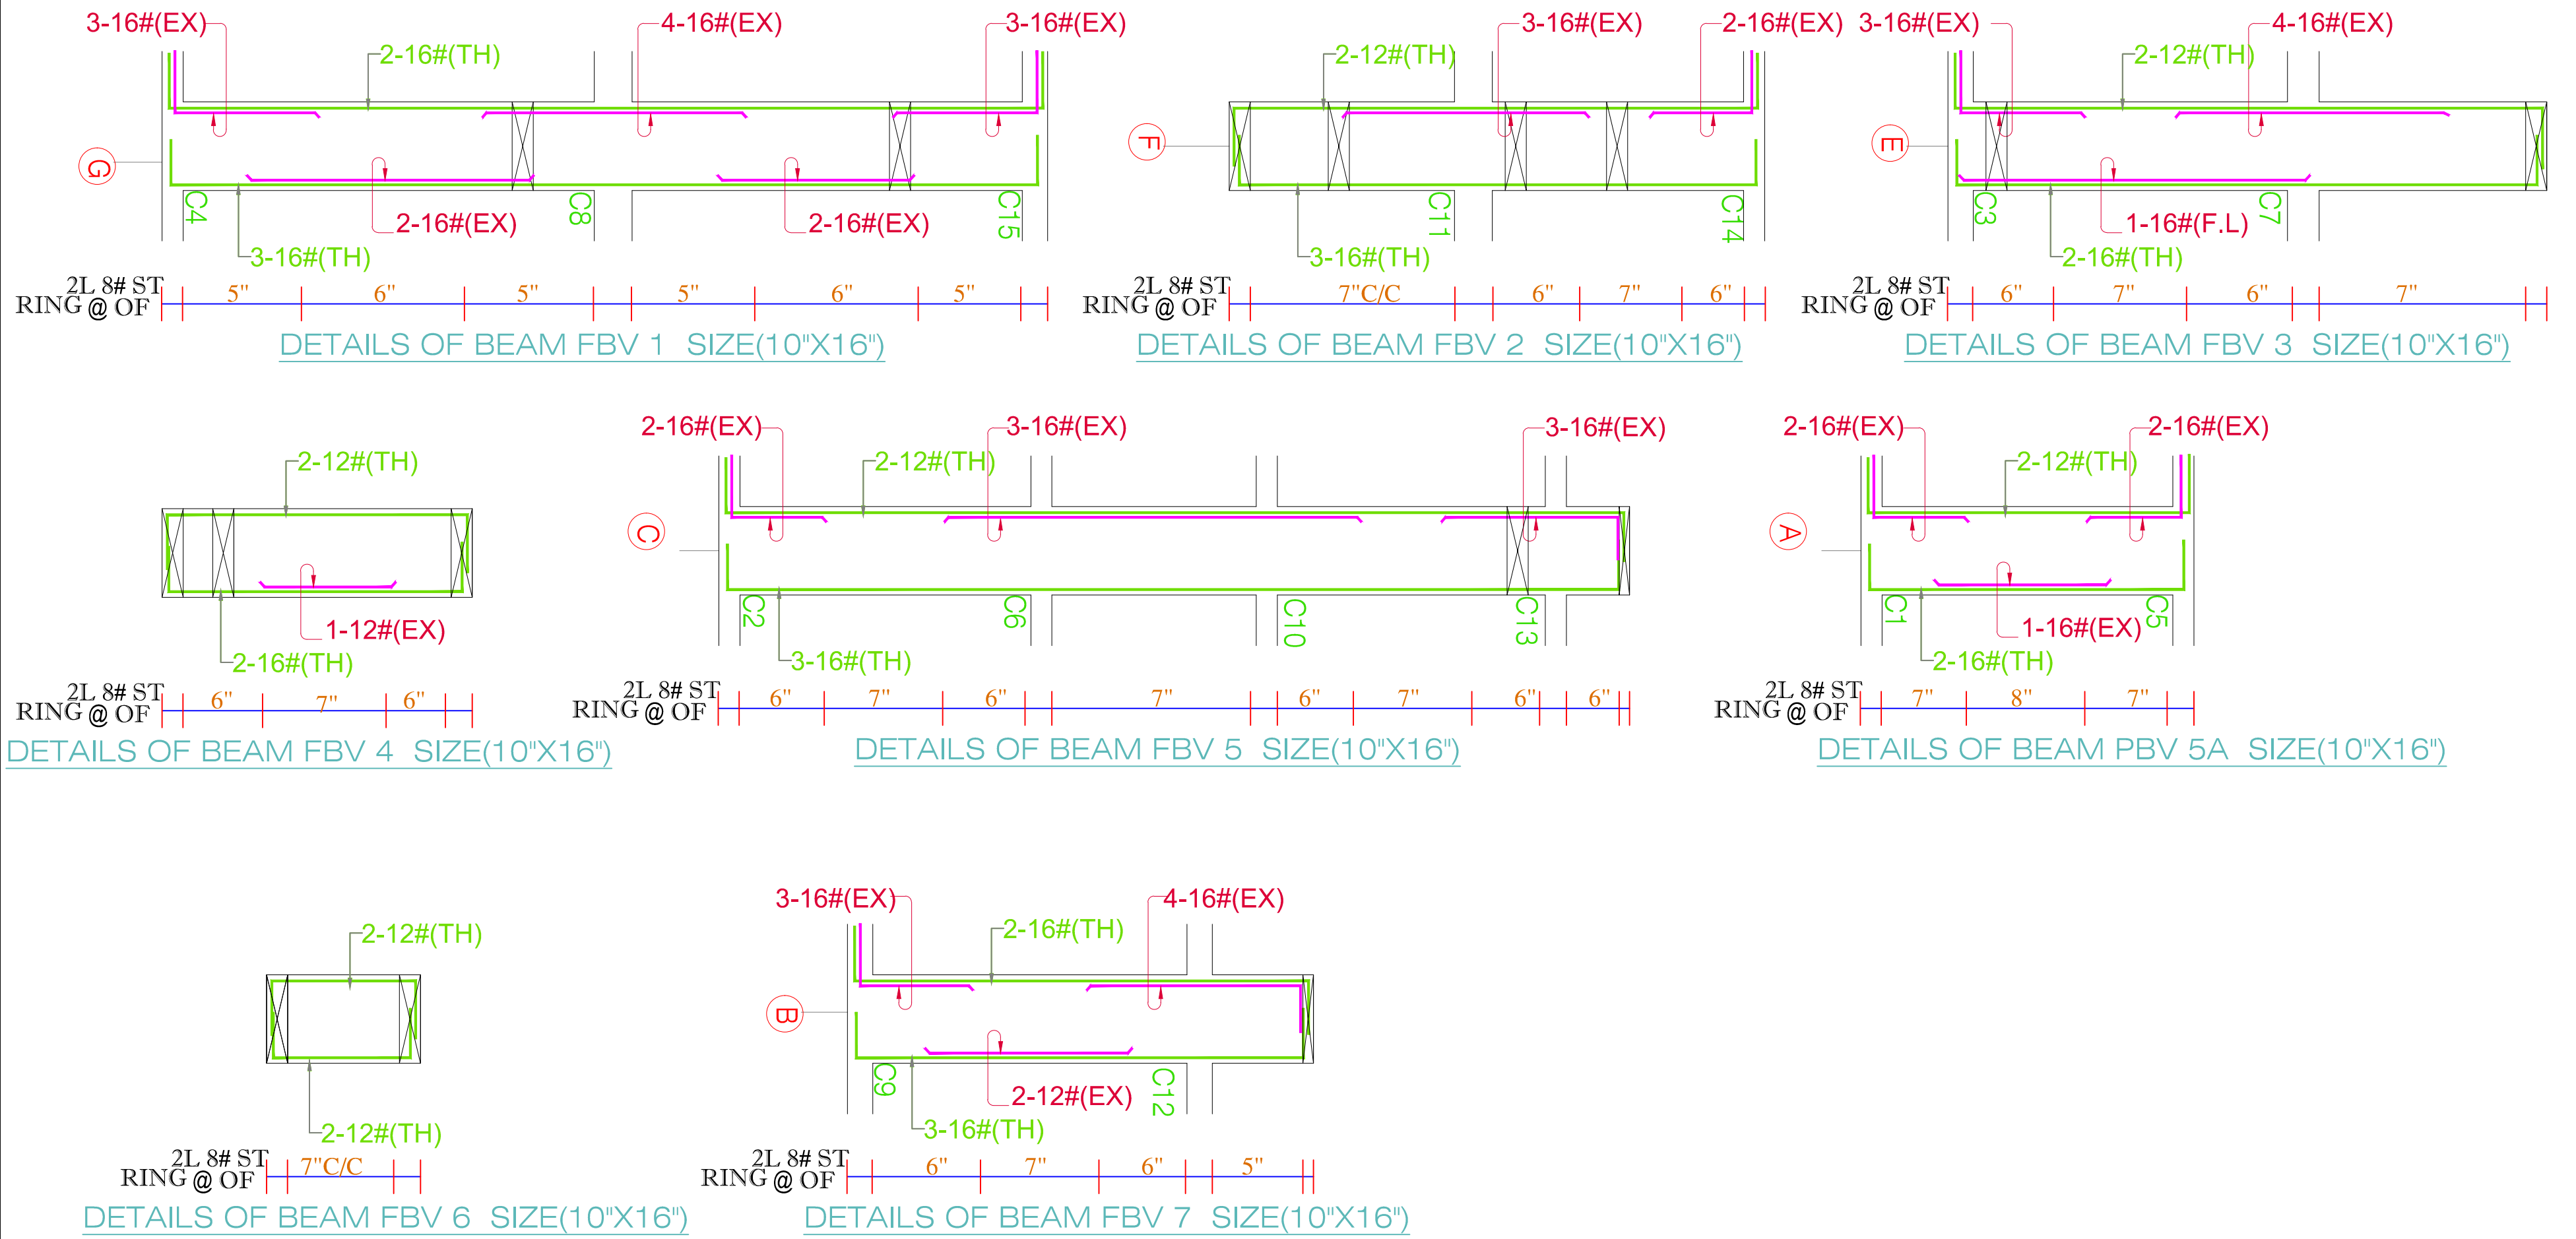 3-16#(EX)
4-16#(EX)
3-16#(EX)
2-16#(TH)
G
C4
C8
C15
2-16#(EX)
2-16#(EX)
3-16#(TH)
2L 8# ST
RING @ OF
5" 6" 5" 5" 6" 5"
DETAILS OF BEAM FBV 1 SIZE(10"X16")
3-16#(EX)
2-16#(EX)
2-12#(TH)
F
C11
C14
3-16#(TH)
2L 8# ST
RING @ OF
7"C/C 6" 7" 6"
DETAILS OF BEAM FBV 2 SIZE(10"X16")
3-16#(EX)
4-16#(EX)
2-12#(TH)
E
C3
C7
1-16#(F.L)
2-16#(TH)
2L 8# ST
RING @ OF
6" 7" 6" 7"
DETAILS OF BEAM FBV 3 SIZE(10"X16")
2-12#(TH)
1-12#(EX)
2-16#(TH)
2L 8# ST
RING @ OF
6" 7" 6"
DETAILS OF BEAM FBV 4 SIZE(10"X16")
2-16#(EX)
3-16#(EX)
3-16#(EX)
2-12#(TH)
C
C2
C6
C10
C13
3-16#(TH)
2L 8# ST
RING @ OF
6" 7" 6" 7" 6" 7" 6" 6"
DETAILS OF BEAM FBV 5 SIZE(10"X16")
2-16#(EX)
2-16#(EX)
2-12#(TH)
A
C1
C5
1-16#(EX)
2-16#(TH)
2L 8# ST
RING @ OF
7" 8" 7"
DETAILS OF BEAM PBV 5A SIZE(10"X16")
2-12#(TH)
2-12#(TH)
2L 8# ST
RING @ OF
7"C/C
DETAILS OF BEAM FBV 6 SIZE(10"X16")
3-16#(EX)
4-16#(EX)
2-16#(TH)
B
C9
C12
2-12#(EX)
3-16#(TH)
2L 8# ST
RING @ OF
6" 7" 6" 5"
DETAILS OF BEAM FBV 7 SIZE(10"X16")